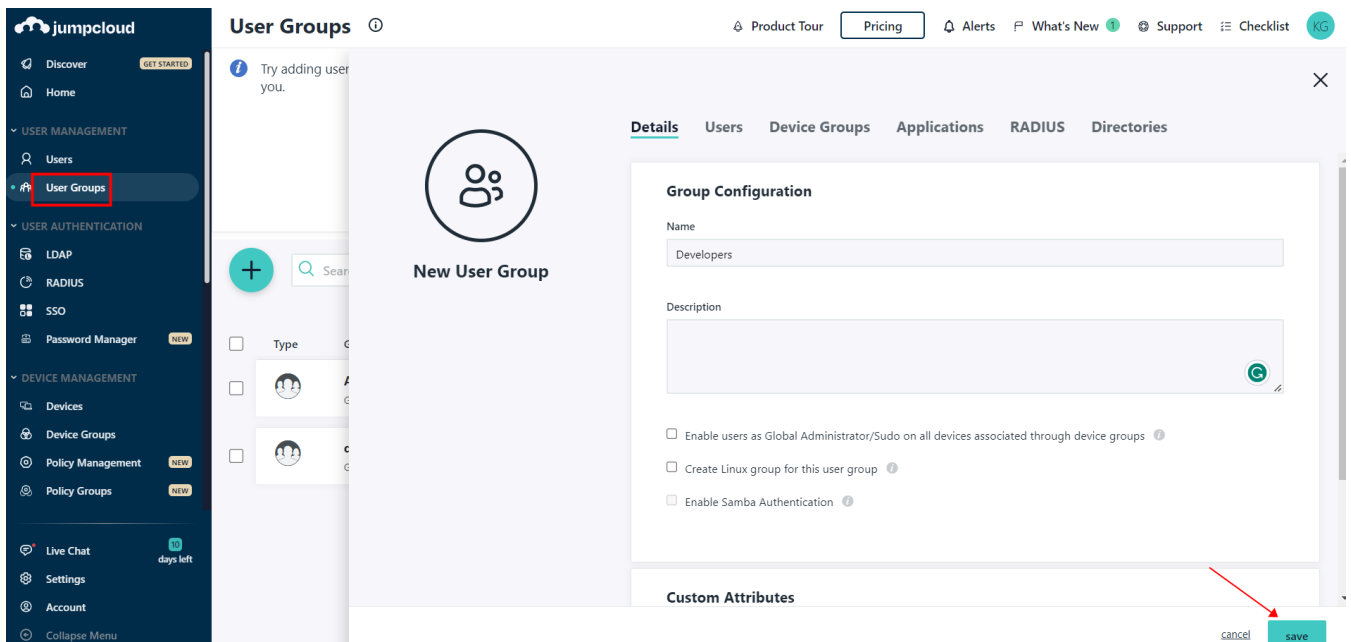 jumpcloud
Discover
GET STARTED
Home
USER MANAGEMENT
Users
User Groups
USER AUTHENTICATION
LDAP
RADIUS
SSO
Password Manager
NEW
DEVICE MANAGEMENT
Devices
Device Groups
Policy Management
NEW
Policy Groups
NEW
Live Chat
10
days left
Settings
Account
Collapse Menu
User Groups
Product Tour
Pricing
Alerts
What's New 1
Support
Checklist
KG
Try adding user
you.
Type
New User Group
Details
Users
Device Groups
Applications
RADIUS
Directories
Group Configuration
Name
Developers
Description
Enable users as Global Administrator/Sudo on all devices associated through device groups
Create Linux group for this user group
Enable Samba Authentication
Custom Attributes
cancel
save